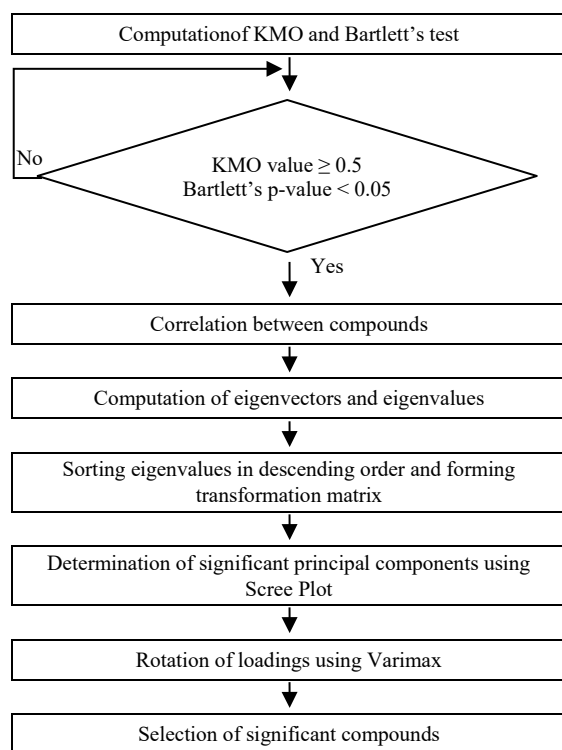 Computationof KMO and Bartlett’s test
No
KMO value ≥ 0.5
Bartlett’s p-value < 0.05
Yes
Correlation between compounds
Computation of eigenvectors and eigenvalues
Sorting eigenvalues in descending order and forming
transformation matrix
Determination of significant principal components using
Scree Plot
Rotation of loadings using Varimax
Selection of significant compounds